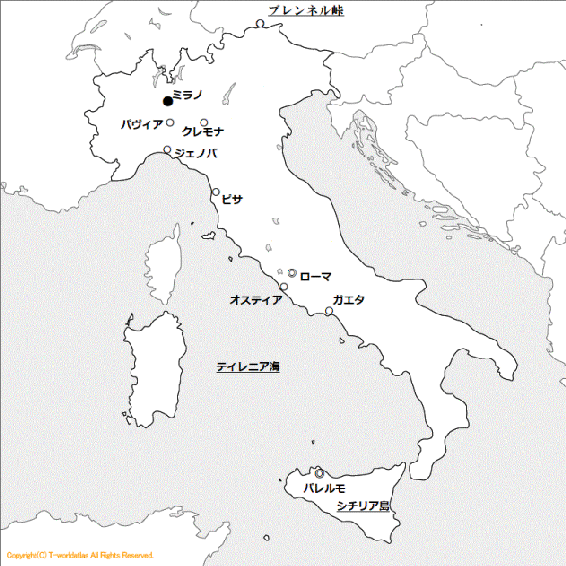 ブレンネル峠
ミラノ
パヴィア
クレモナ
ジェノバ
ピサ
ローマ
オスティア
ガエタ
ティレニア海
パレルモ
シチリア島
Copyright(C) T-worldatlas All Rights Reserved.